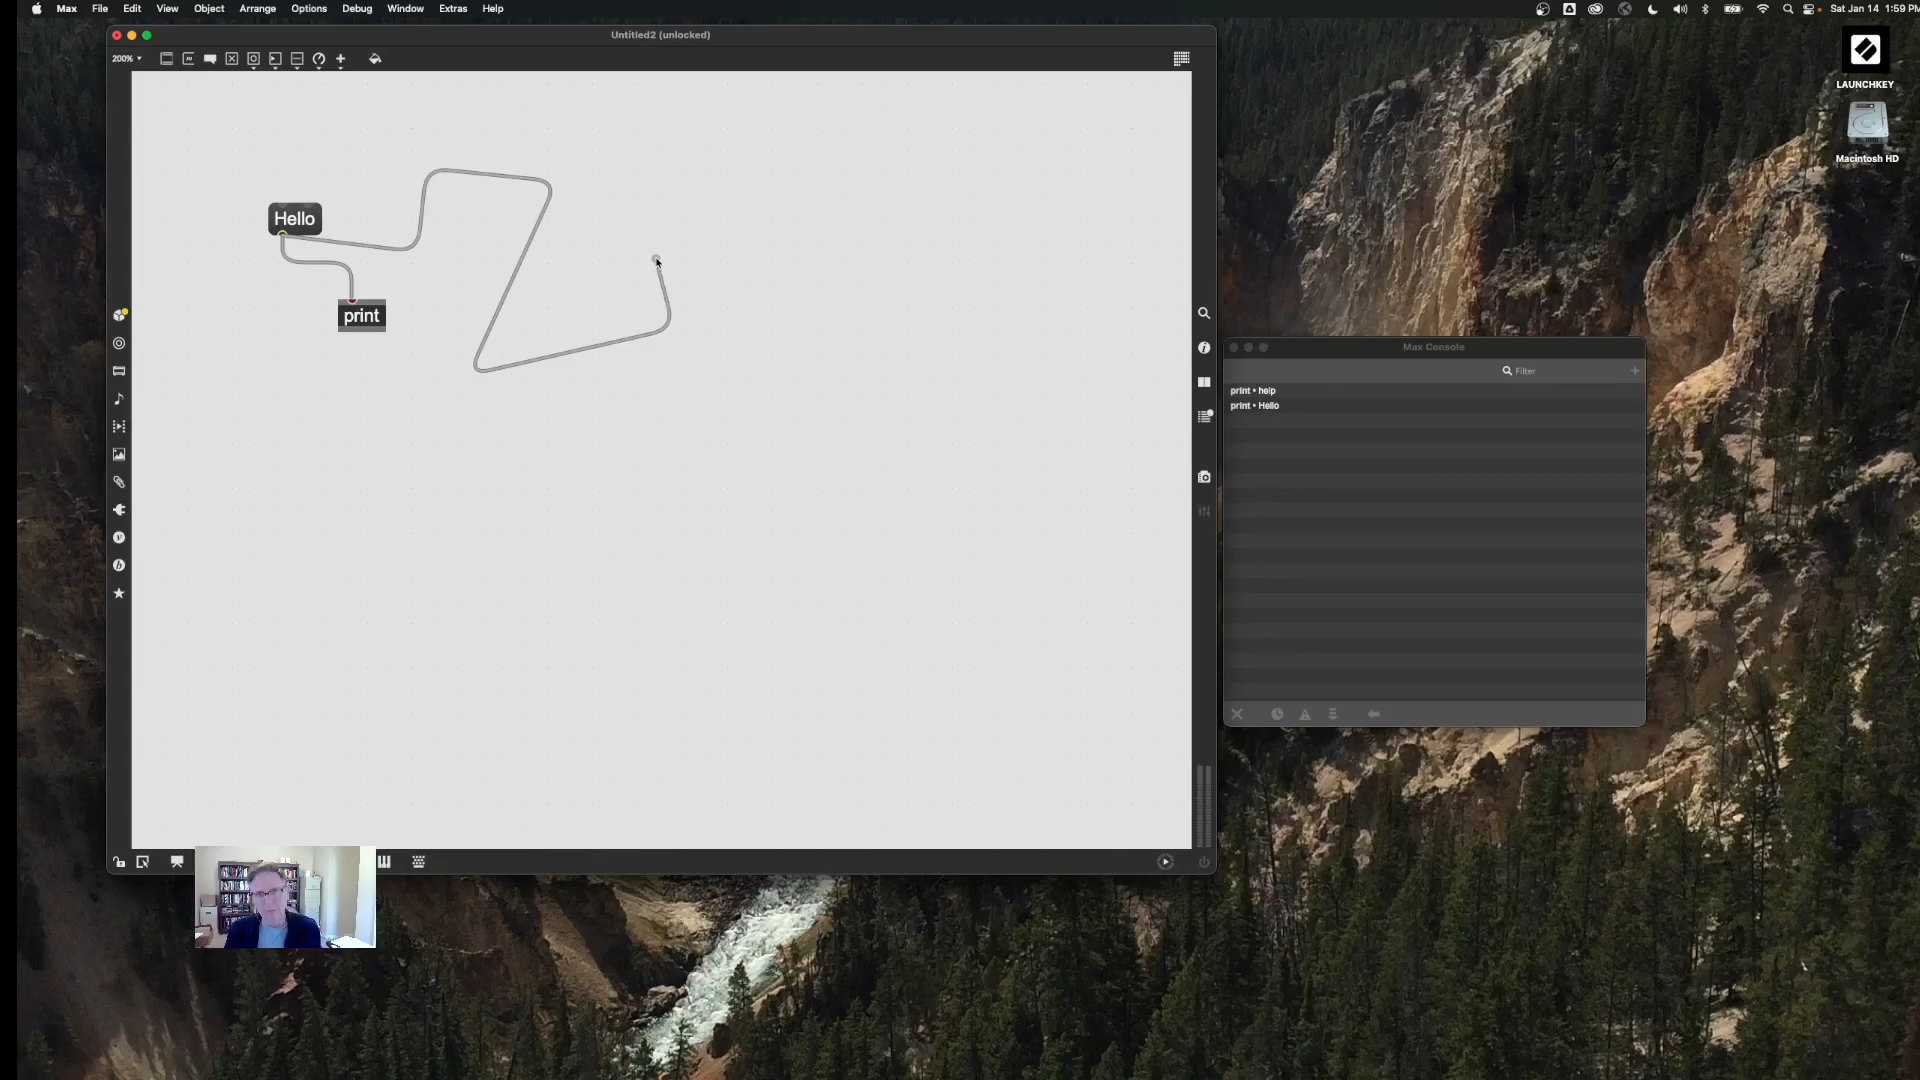 Max File Edit View Object Arrange Options Debug Window Extras Help Sat Jan 14 1:59 PM
Untitled2 (unlocked)
200%
LAUNCHKEY
Macintosh HD
Hello
print
Max Console
Filter
print • help
print • Hello